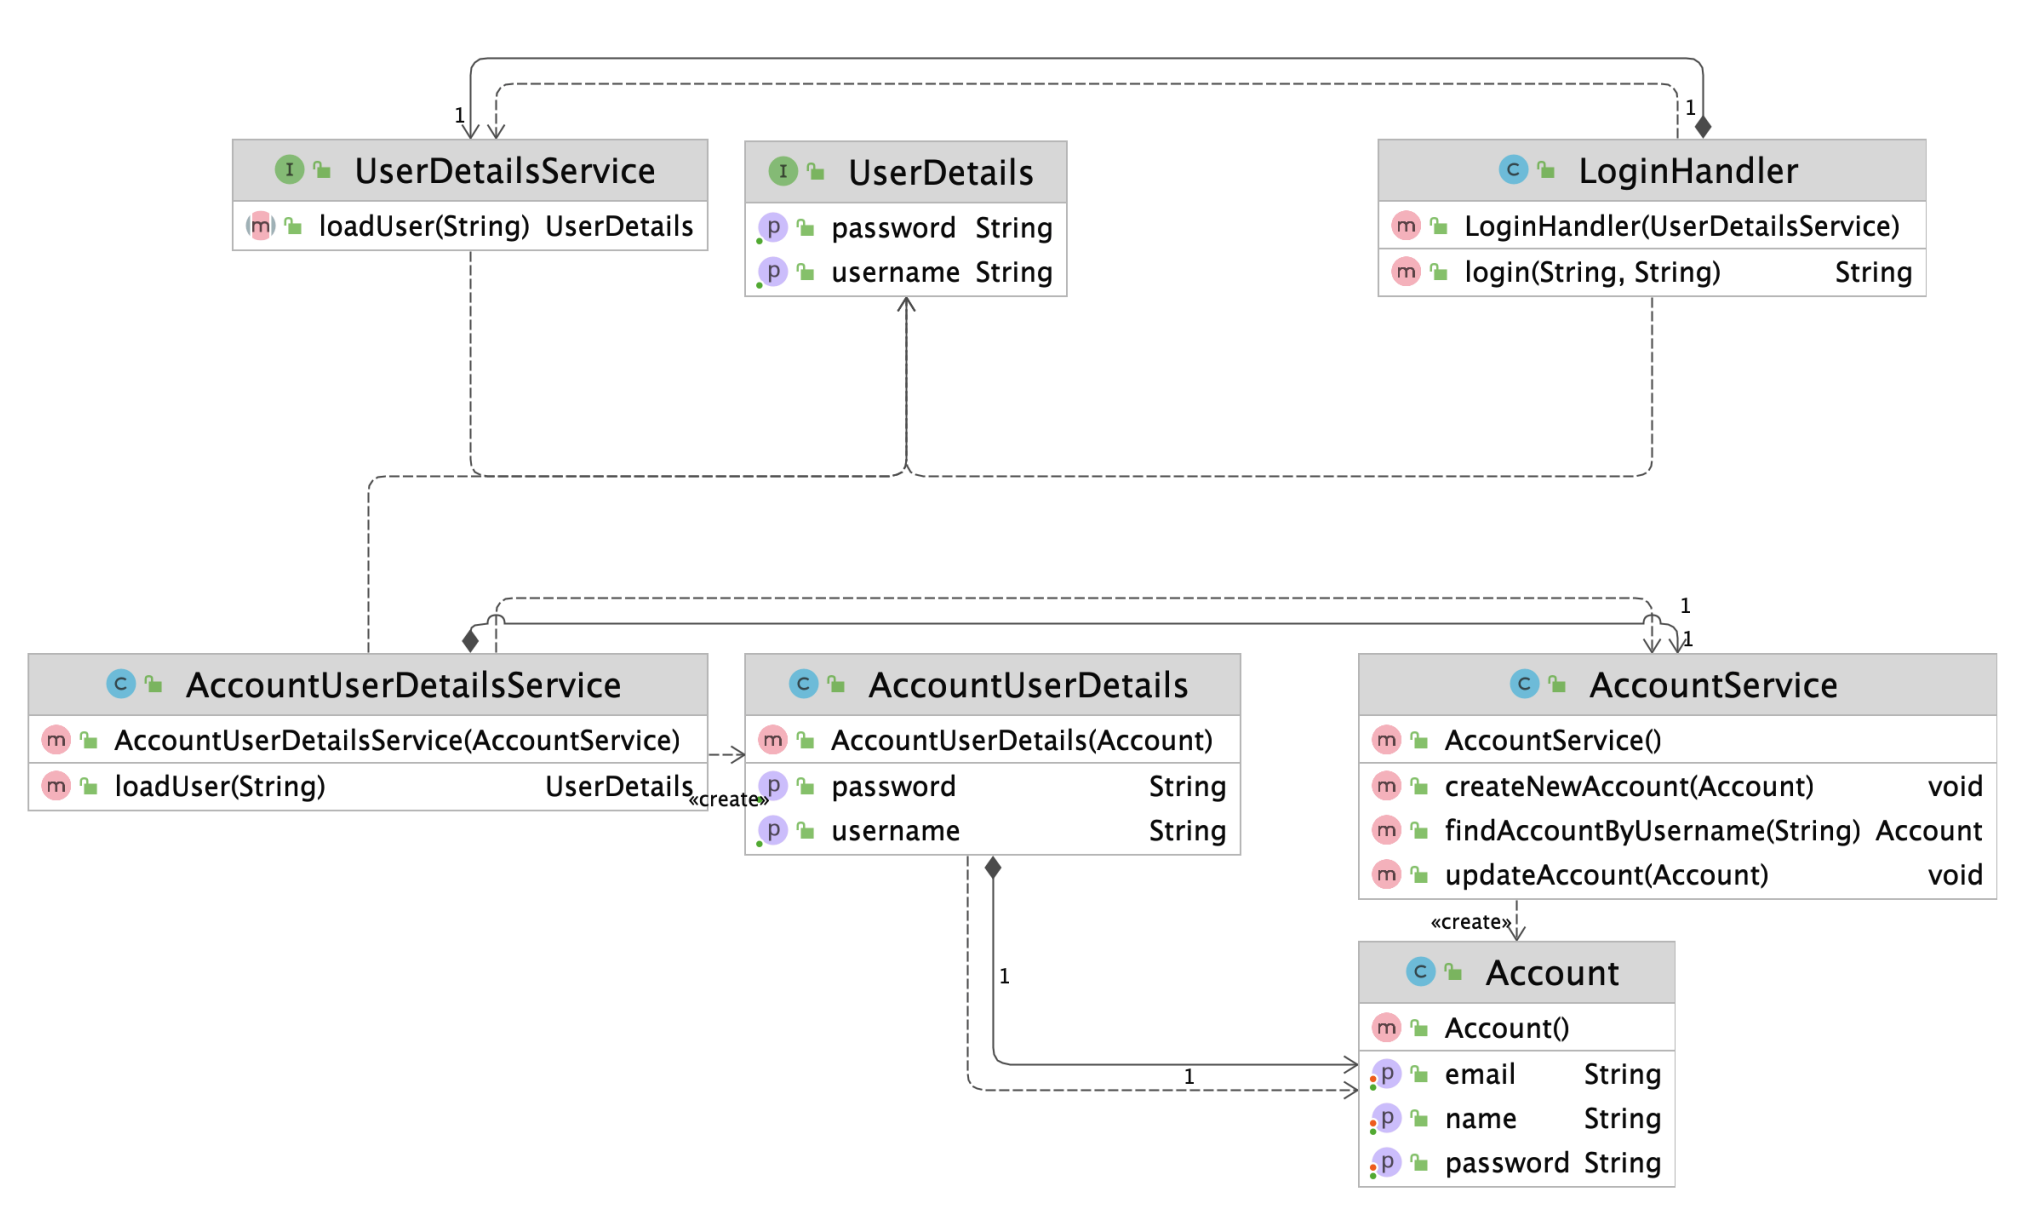 1
1
I UserDetailsService
m loadUser(String) UserDetails
I UserDetails
p password String
p username String
C LoginHandler
m LoginHandler(UserDetailsService)
m login(String, String) String
1
1
C AccountUserDetailsService
m AccountUserDetailsService(AccountService)
m loadUser(String) UserDetails
«create»
C AccountUserDetails
m AccountUserDetails(Account)
p password String
p username String
C AccountService
m AccountService()
m createNewAccount(Account) void
m findAccountByUsername(String) Account
m updateAccount(Account) void
«create»
1
1
C Account
m Account()
p email String
p name String
p password String